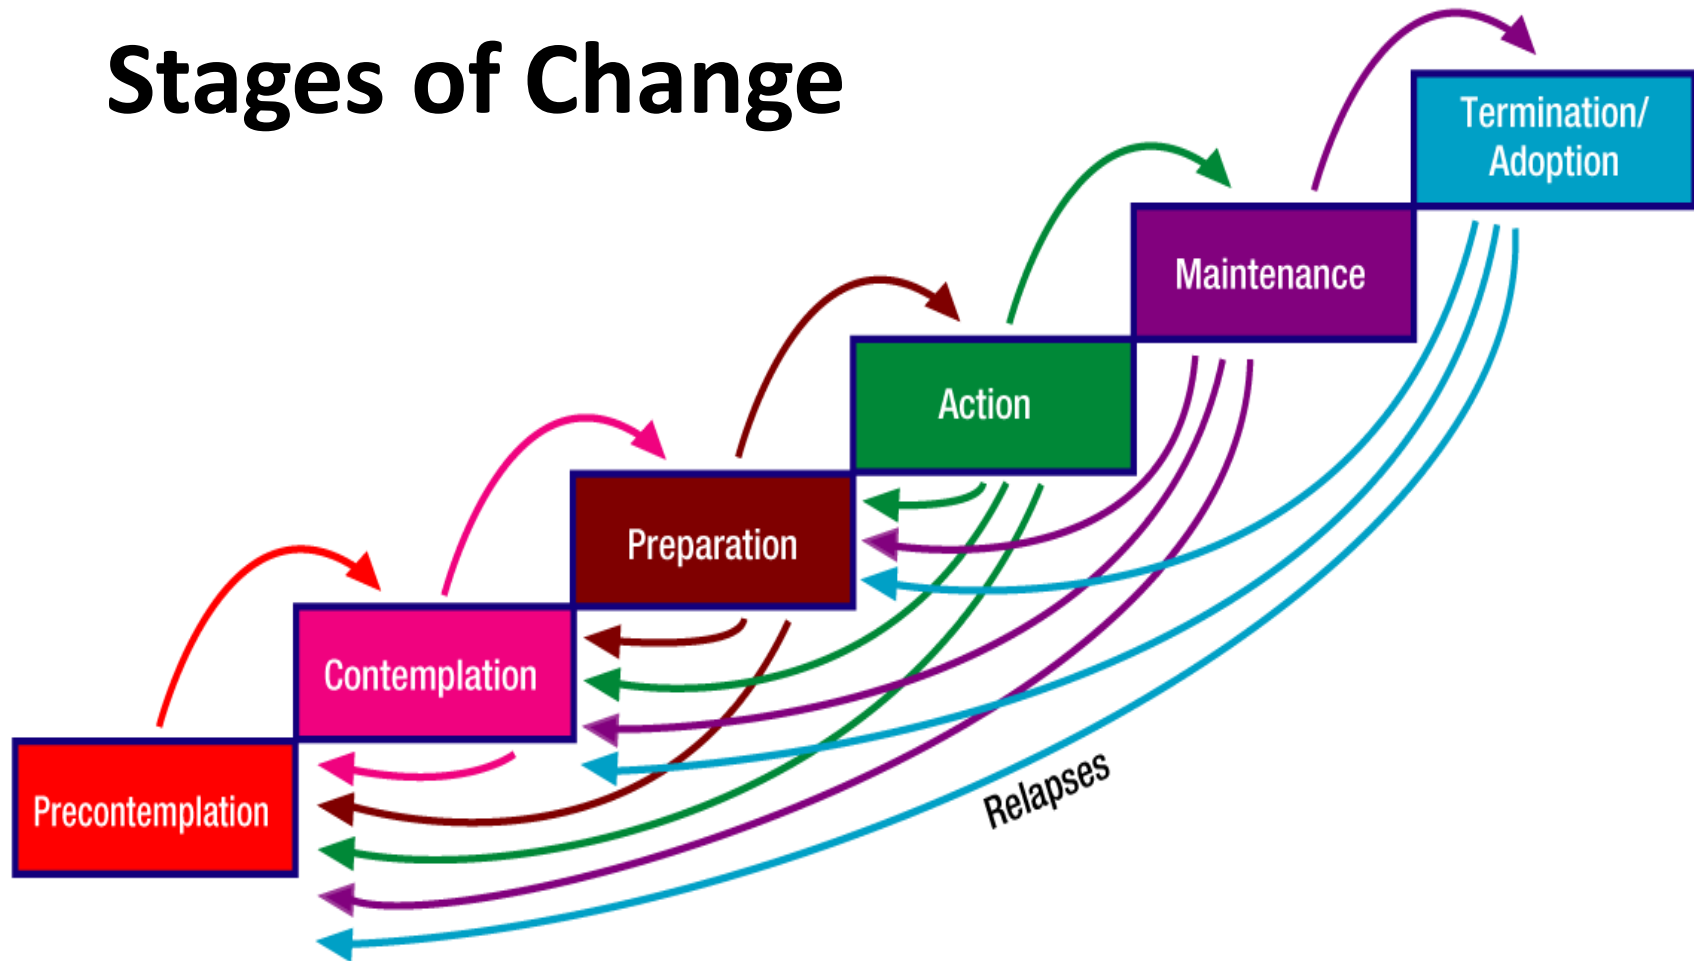 Stages of Change
Termination/
Adoption
Maintenance
Action
Preparation
Contemplation
Precontemplation
Relapses